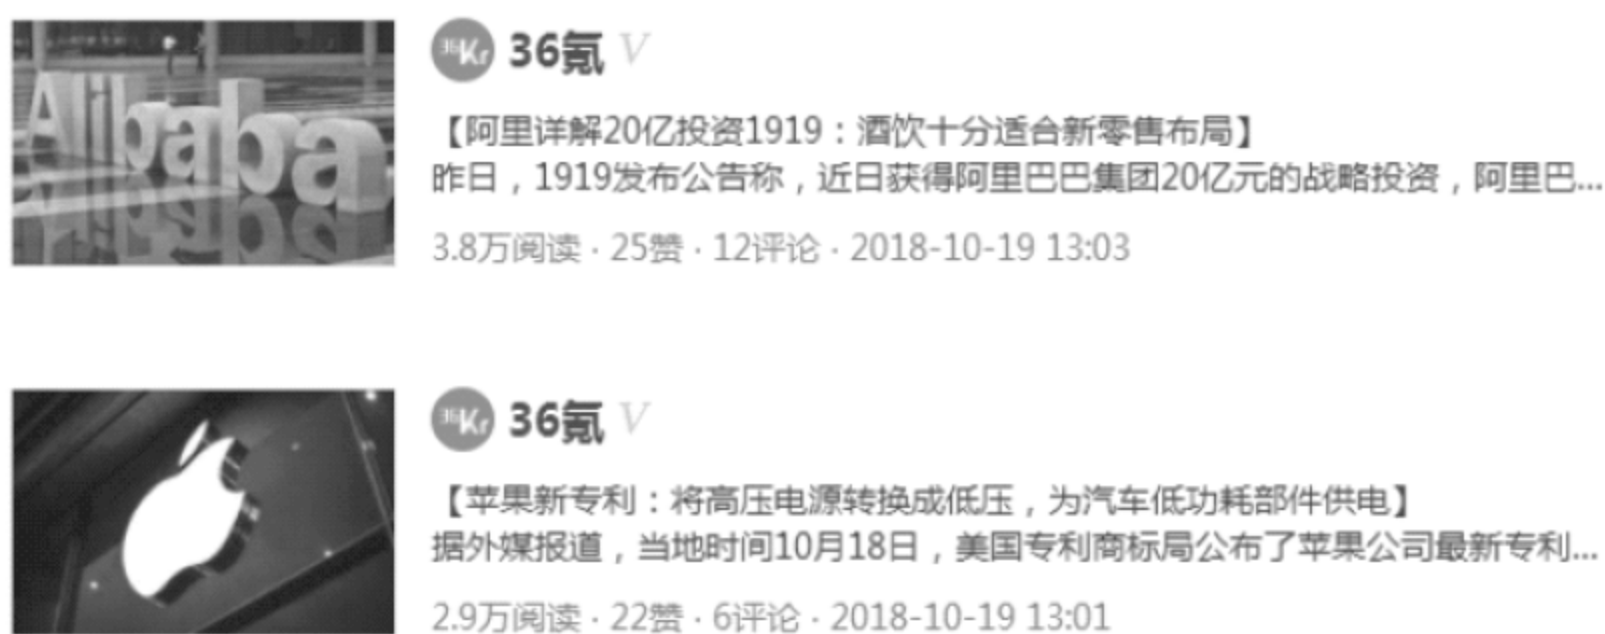 Alibaba
36Kr 36氪 V
【阿里详解20亿投资1919：酒饮十分适合新零售布局】
昨日，1919发布公告称，近日获得阿里巴巴集团20亿元的战略投资，阿里巴...
3.8万阅读 · 25赞 · 12评论 · 2018-10-19 13:03
36Kr 36氪 V
【苹果新专利：将高压电源转换成低压，为汽车低功耗部件供电】
据外媒报道，当地时间10月18日，美国专利商标局公布了苹果公司最新专利...
2.9万阅读 · 22赞 · 6评论 · 2018-10-19 13:01